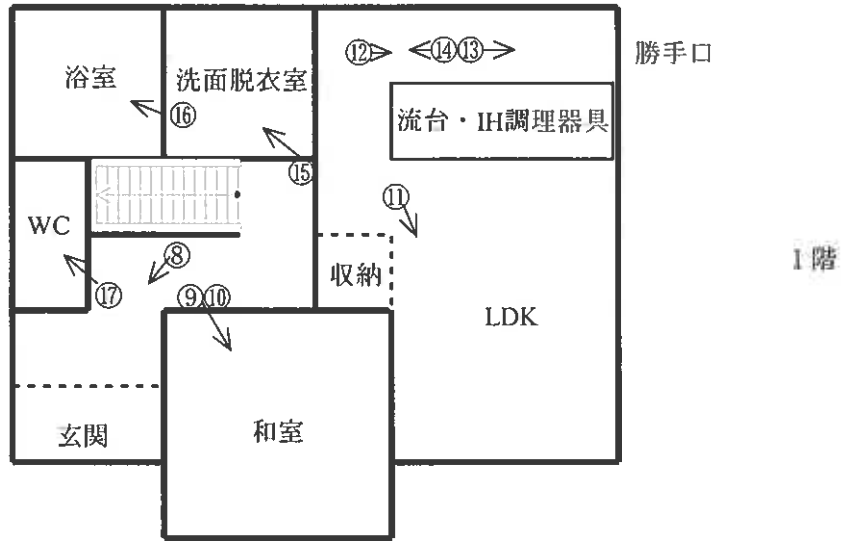 ⑫ ⑭⑬ 勝手口
浴室 洗面脱衣室
⑯ 流台・IH調理器具
⑮
⑪
WC
⑧ 収納 1階
⑰ ⑨⑩
LDK
玄関 和室